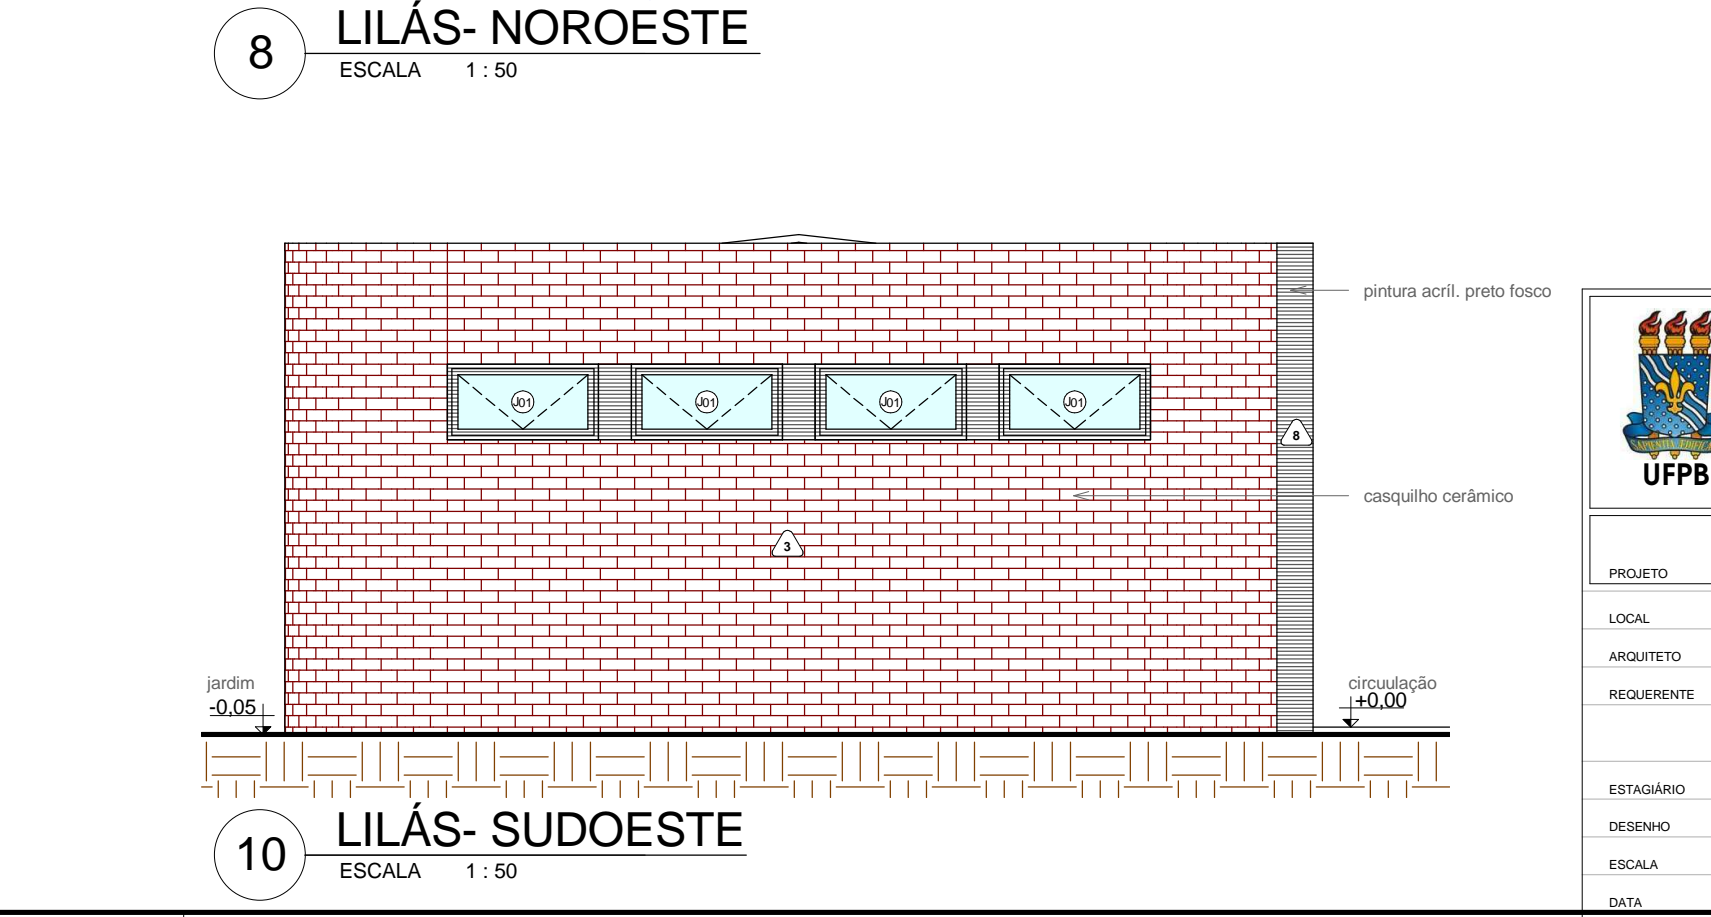 8
LILÁS- NOROESTE
ESCALA 1 : 50
pintura acríl. preto fosco
J01 J01 J01 J01
8
casquilho cerâmico
3
jardim
-0,05
circuulação
+0,00
10
LILÁS- SUDOESTE
ESCALA 1 : 50
UFPB
PROJETO
LOCAL
ARQUITETO
REQUERENTE
ESTAGIÁRIO
DESENHO
ESCALA
DATA